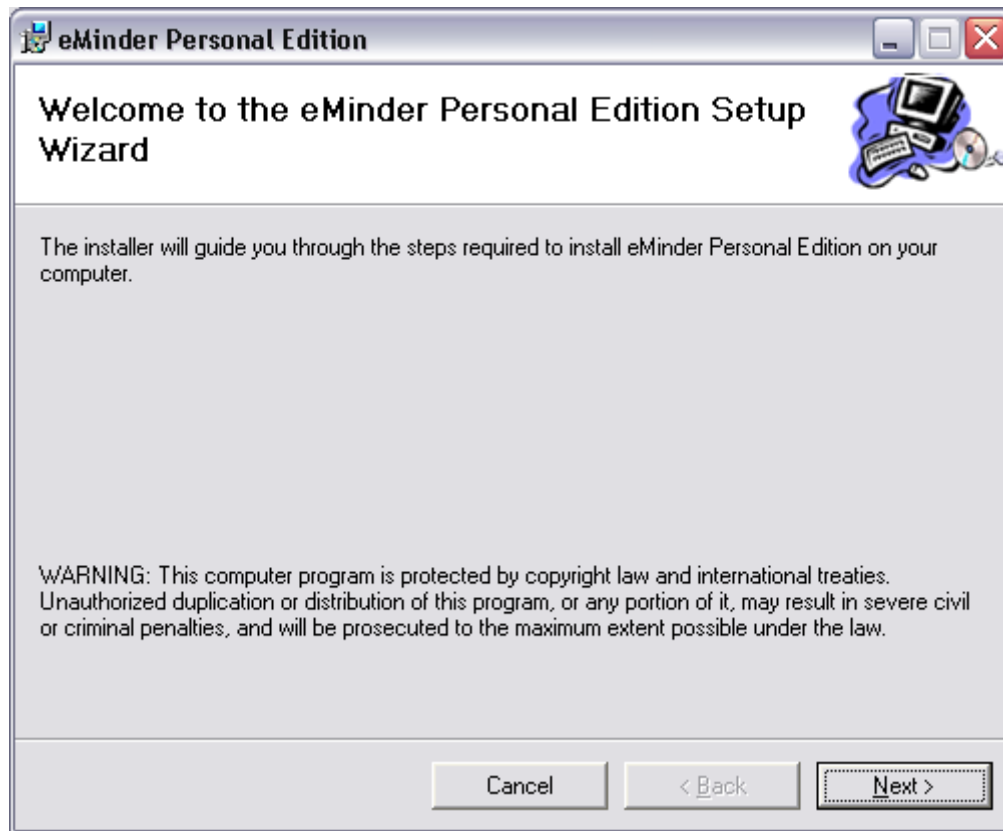 eMinder Personal Edition
Welcome to the eMinder Personal Edition Setup
Wizard
The installer will guide you through the steps required to install eMinder Personal Edition on your
computer.
WARNING: This computer program is protected by copyright law and international treaties.
Unauthorized duplication or distribution of this program, or any portion of it, may result in severe civil
or criminal penalties, and will be prosecuted to the maximum extent possible under the law.
Cancel
< Back
Next >